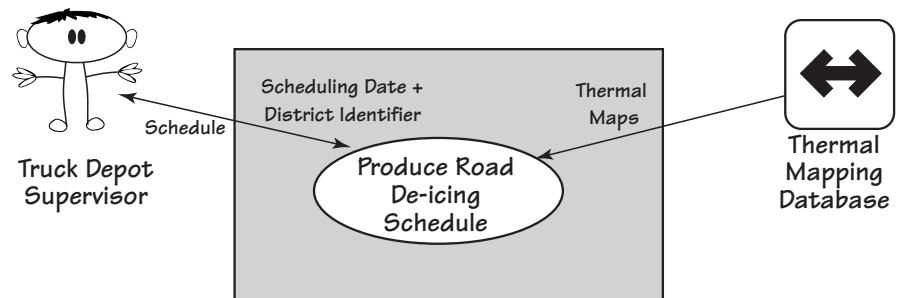 Scheduling Date +
District Identifier
Schedule
Thermal
Maps
Produce Road
De-icing
Schedule
Truck Depot
Supervisor
Thermal
Mapping
Database